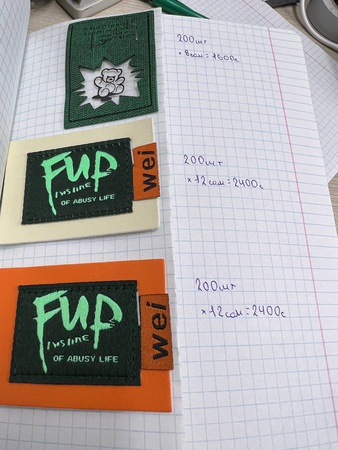 200шт
× 8сом = 1600с
FUP
OF ABUSY LIFE
wei
200шт
× 12сом = 2400с
FUP
OF ABUSY LIFE
wei
200шт
× 12сом = 2400с